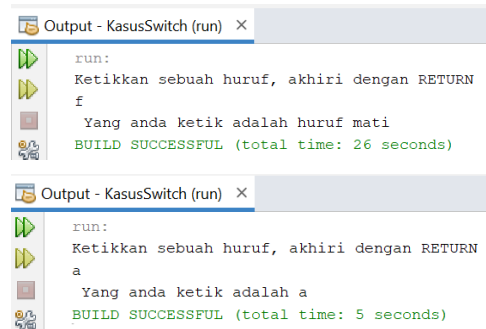 Output - KasusSwitch (run) ×
run:
Ketikkan sebuah huruf, akhiri dengan RETURN
f
Yang anda ketik adalah huruf mati
BUILD SUCCESSFUL (total time: 26 seconds)
Output - KasusSwitch (run) ×
run:
Ketikkan sebuah huruf, akhiri dengan RETURN
a
Yang anda ketik adalah a
BUILD SUCCESSFUL (total time: 5 seconds)